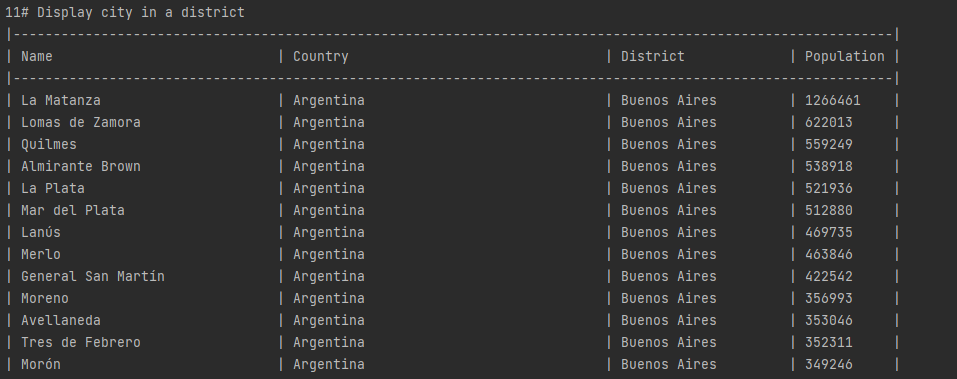 11# Display city in a district
|--------------------------------------------------------------------------------------------------------------|
| Name                            | Country                                | District             | Population |
|--------------------------------------------------------------------------------------------------------------|
| La Matanza                      | Argentina                              | Buenos Aires         | 1266461    |
| Lomas de Zamora                 | Argentina                              | Buenos Aires         | 622013     |
| Quilmes                         | Argentina                              | Buenos Aires         | 559249     |
| Almirante Brown                 | Argentina                              | Buenos Aires         | 538918     |
| La Plata                        | Argentina                              | Buenos Aires         | 521936     |
| Mar del Plata                   | Argentina                              | Buenos Aires         | 512880     |
| Lanús                           | Argentina                              | Buenos Aires         | 469735     |
| Merlo                           | Argentina                              | Buenos Aires         | 463846     |
| General San Martín              | Argentina                              | Buenos Aires         | 422542     |
| Moreno                          | Argentina                              | Buenos Aires         | 356993     |
| Avellaneda                      | Argentina                              | Buenos Aires         | 353046     |
| Tres de Febrero                 | Argentina                              | Buenos Aires         | 352311     |
| Morón                           | Argentina                              | Buenos Aires         | 349246     |